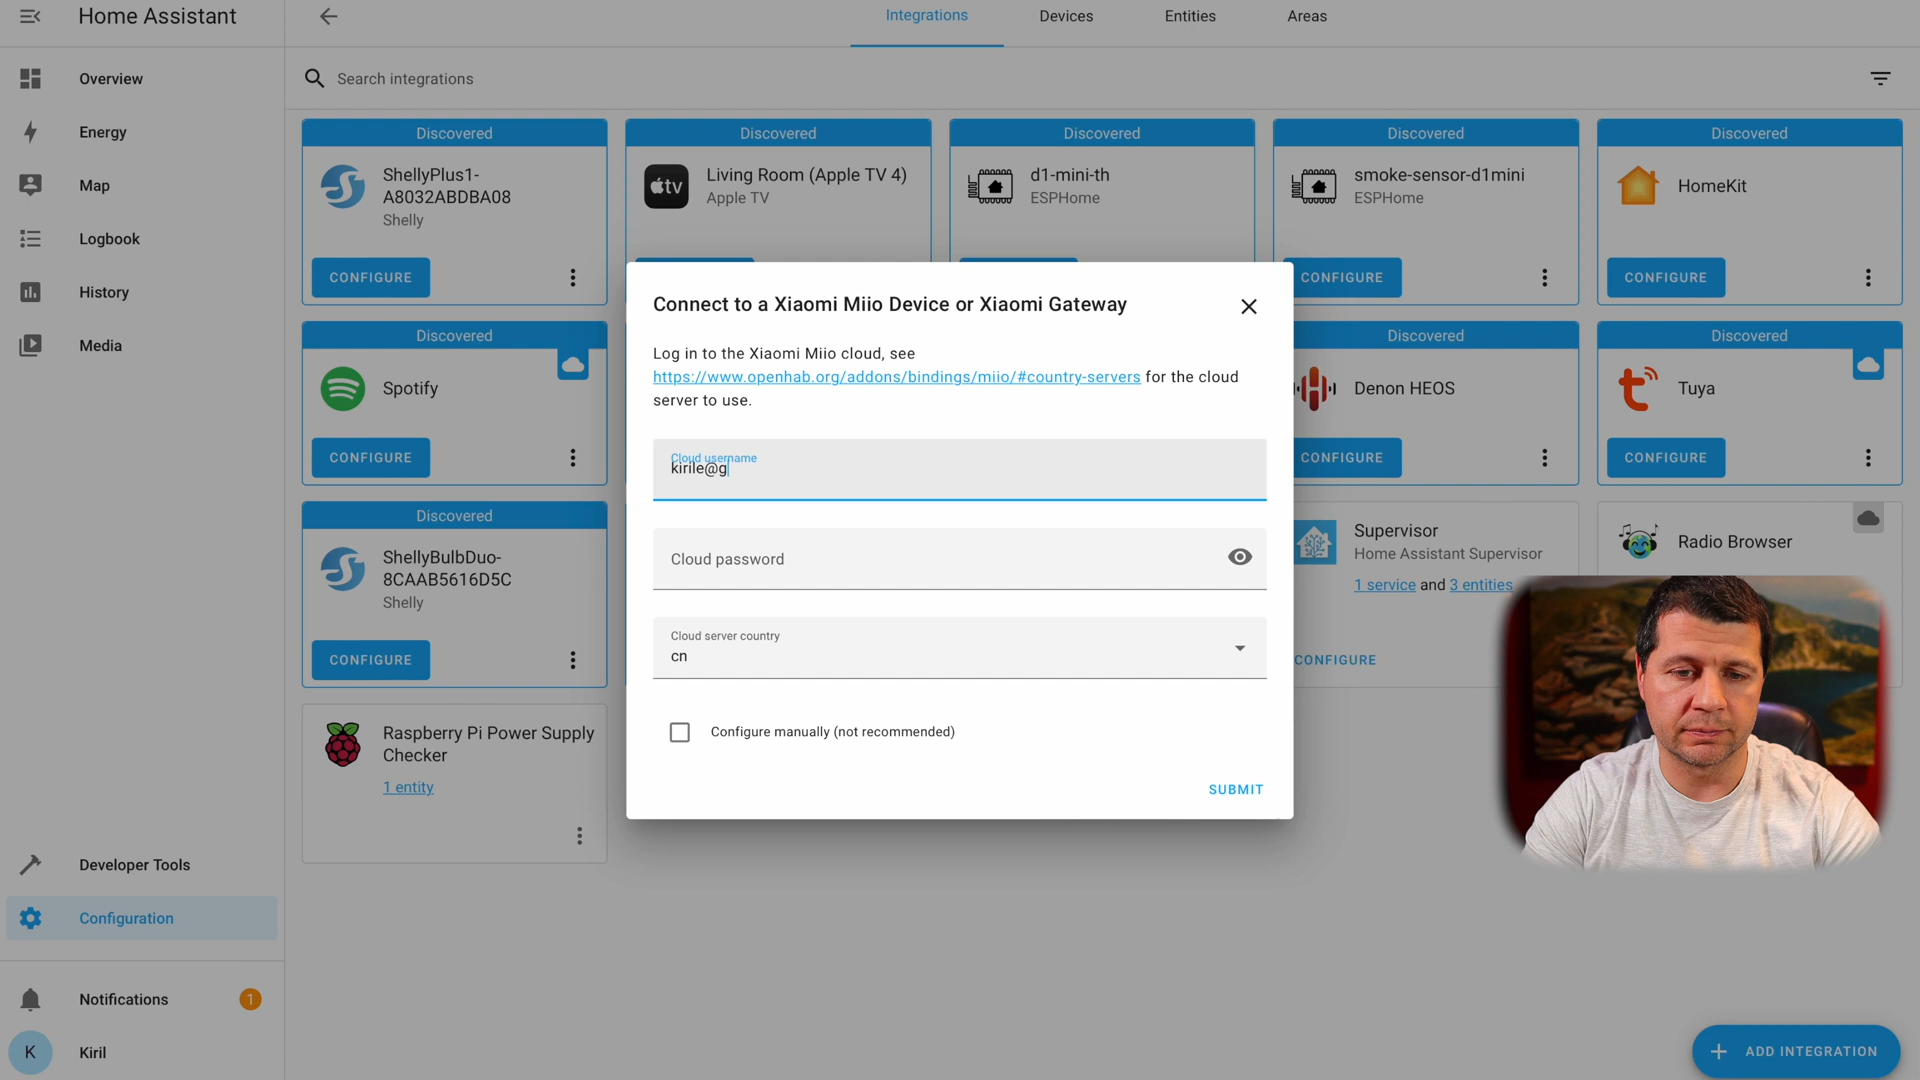 Home Assistant
Integrations
Devices
Entities
Areas
Search integrations
Overview
Energy
Map
Logbook
History
Media
Developer Tools
Configuration
Notifications
1
K
Kiril
Discovered
ShellyPlus1-
A8032ABDBA08
Shelly
CONFIGURE
Discovered
tv
Living Room (Apple TV 4)
Apple TV
Discovered
d1-mini-th
ESPHome
Discovered
smoke-sensor-d1mini
ESPHome
CONFIGURE
Discovered
HomeKit
CONFIGURE
Discovered
Spotify
CONFIGURE
Discovered
Denon HEOS
CONFIGURE
Discovered
Tuya
CONFIGURE
Discovered
ShellyBulbDuo-
8CAAB5616D5C
Shelly
CONFIGURE
Supervisor
Home Assistant Supervisor
1 service and 3 entities
CONFIGURE
Radio Browser
Raspberry Pi Power Supply
Checker
1 entity
Connect to a Xiaomi Miio Device or Xiaomi Gateway
Log in to the Xiaomi Miio cloud, see
https://www.openhab.org/addons/bindings/miio/#country-servers for the cloud
server to use.
Cloud username
kirile@g
Cloud password
Cloud server country
cn
Configure manually (not recommended)
SUBMIT
ADD INTEGRATION